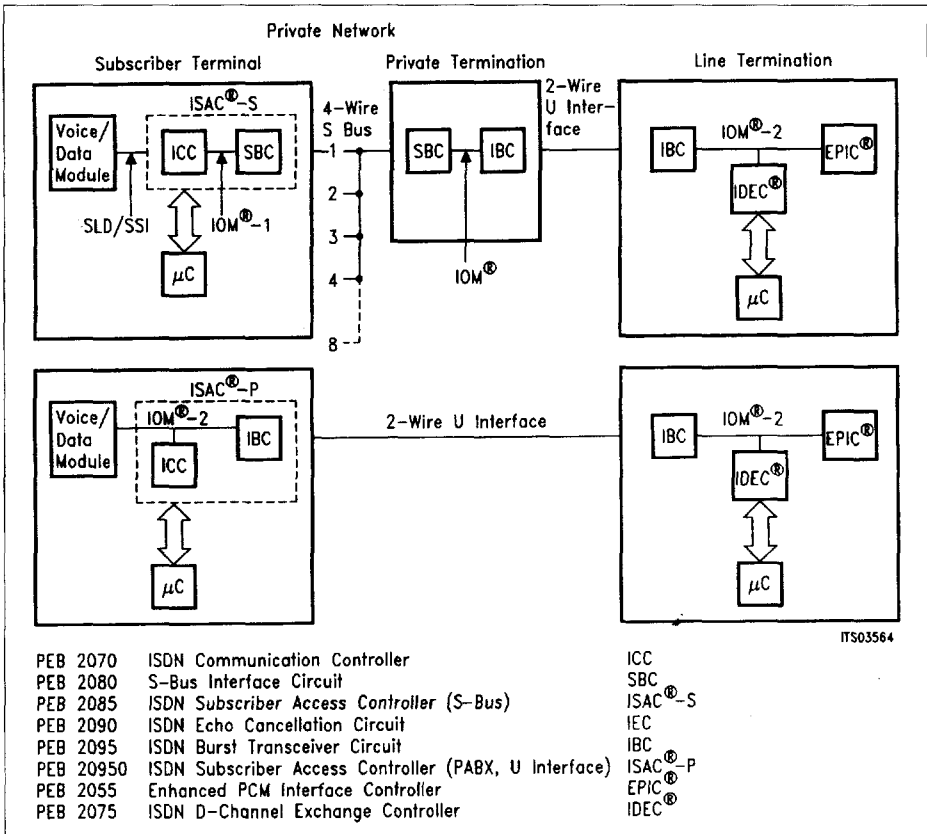 Private Network
Subscriber Terminal
Private Termination
Line Termination
ISAC®-S
4-Wire
S Bus
2-Wire
U Inter-
face
Voice/
Data
Module
ICC
SBC
SLD/SSI
IOM®-1
µC
1
2
3
4
8
SBC
IBC
IOM®
IBC
IOM®-2
EPIC®
IDEC®
µC
ISAC®-P
Voice/
Data
Module
IOM®-2
ICC
IBC
µC
2-Wire U Interface
IBC
IOM®-2
EPIC®
IDEC®
µC
ITS03564
PEB 2070 ISDN Communication Controller ICC
PEB 2080 S-Bus Interface Circuit SBC
PEB 2085 ISDN Subscriber Access Controller (S-Bus) ISAC®-S
PEB 2090 ISDN Echo Cancellation Circuit IEC
PEB 2095 ISDN Burst Transceiver Circuit IBC
PEB 20950 ISDN Subscriber Access Controller (PABX, U Interface) ISAC®-P
PEB 2055 Enhanced PCM Interface Controller EPIC®
PEB 2075 ISDN D-Channel Exchange Controller IDEC®